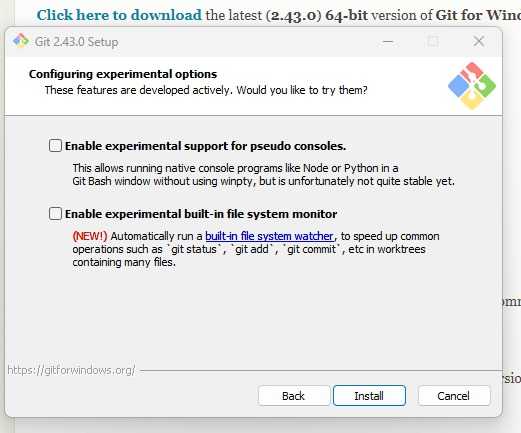 Click here to download the latest (2.43.0) 64-bit version of Git for Wind
Git 2.43.0 Setup
Configuring experimental options
These features are developed actively. Would you like to try them?
Enable experimental support for pseudo consoles.
This allows running native console programs like Node or Python in a
Git Bash window without using winpty, but is unfortunately not quite stable yet.
Enable experimental built-in file system monitor
(NEW!) Automatically run a built-in file system watcher, to speed up common
operations such as `git status`, `git add`, `git commit`, etc in worktrees
containing many files.
https://gitforwindows.org/
Back
Install
Cancel